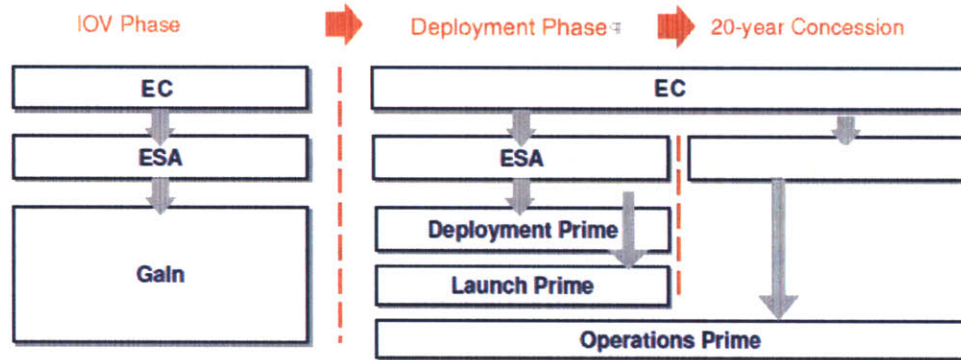 IOV Phase
Deployment Phase
20-year Concession
EC
EC
ESA
ESA
GaIn
Deployment Prime
Launch Prime
Operations Prime